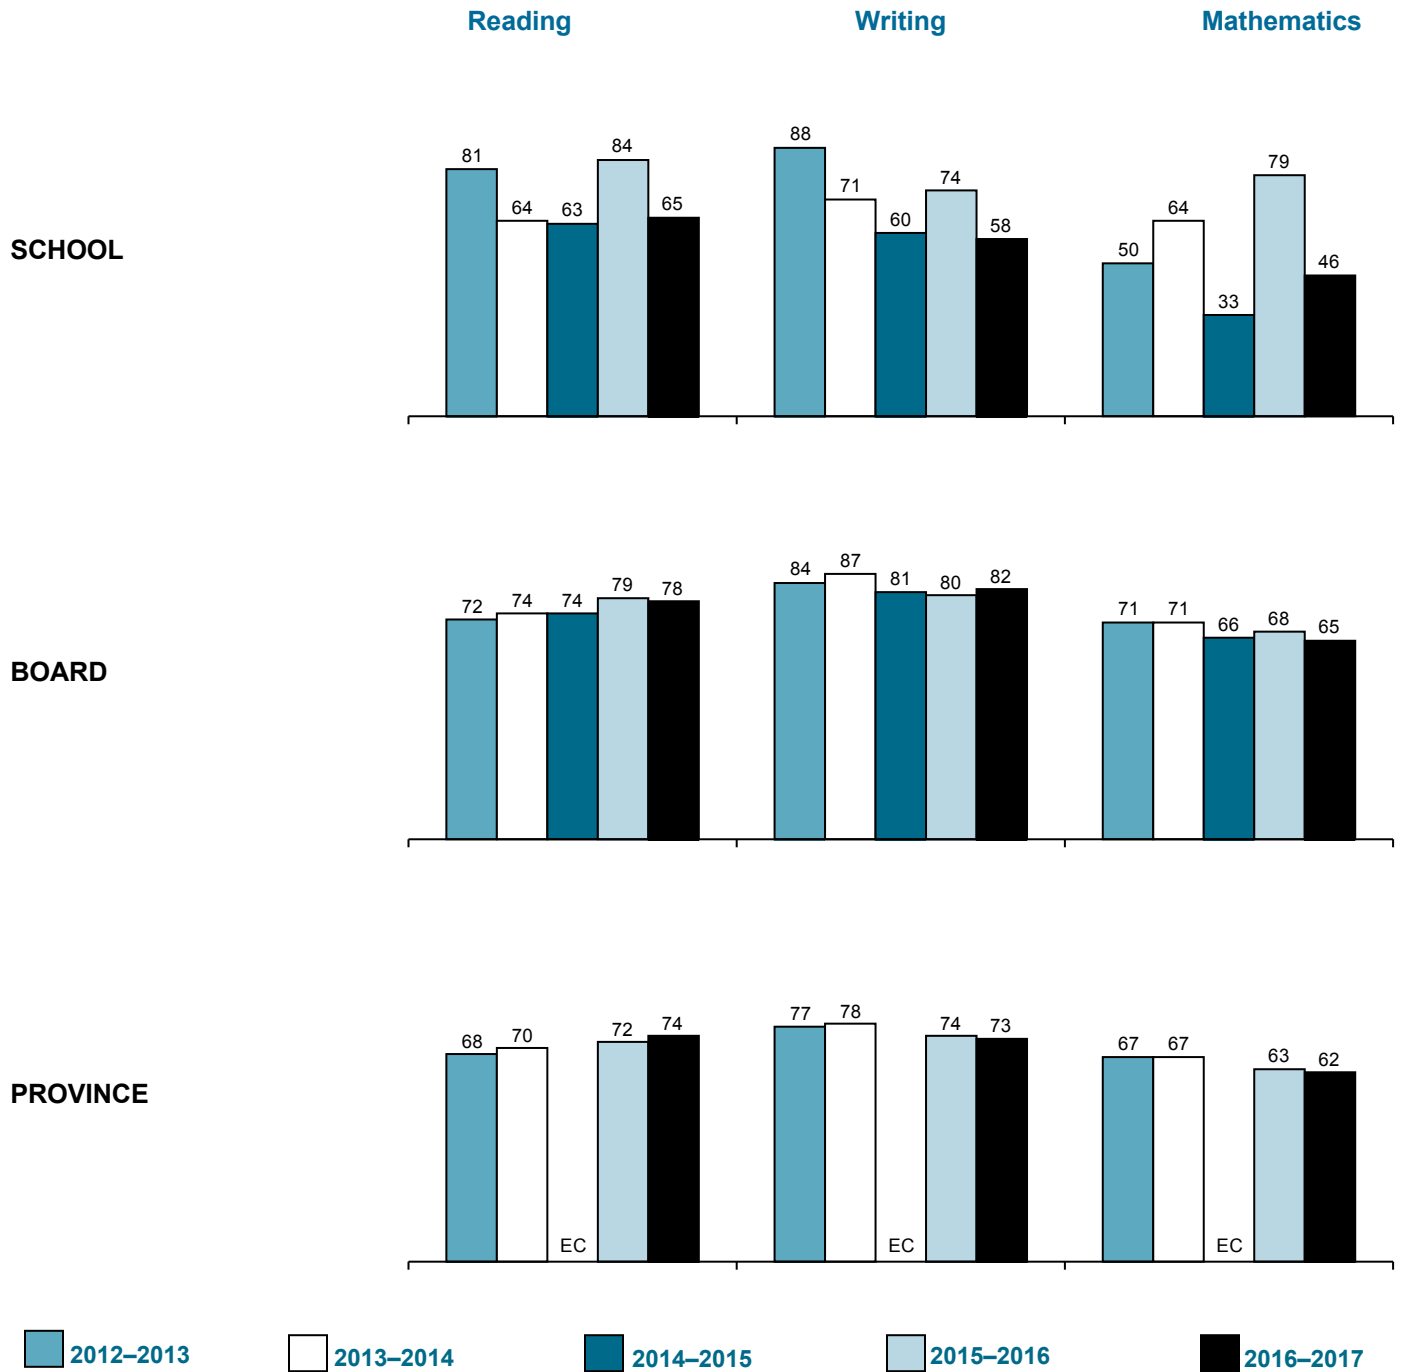 Reading Writing Mathematics
SCHOOL
81 64 63 84 65 88 71 60 74 58 50 64 33 79 46
BOARD
72 74 74 79 78 84 87 81 80 82 71 71 66 68 65
PROVINCE
68 70 EC 72 74 77 78 EC 74 73 67 67 EC 63 62
2012–2013 2013–2014 2014–2015 2015–2016 2016–2017